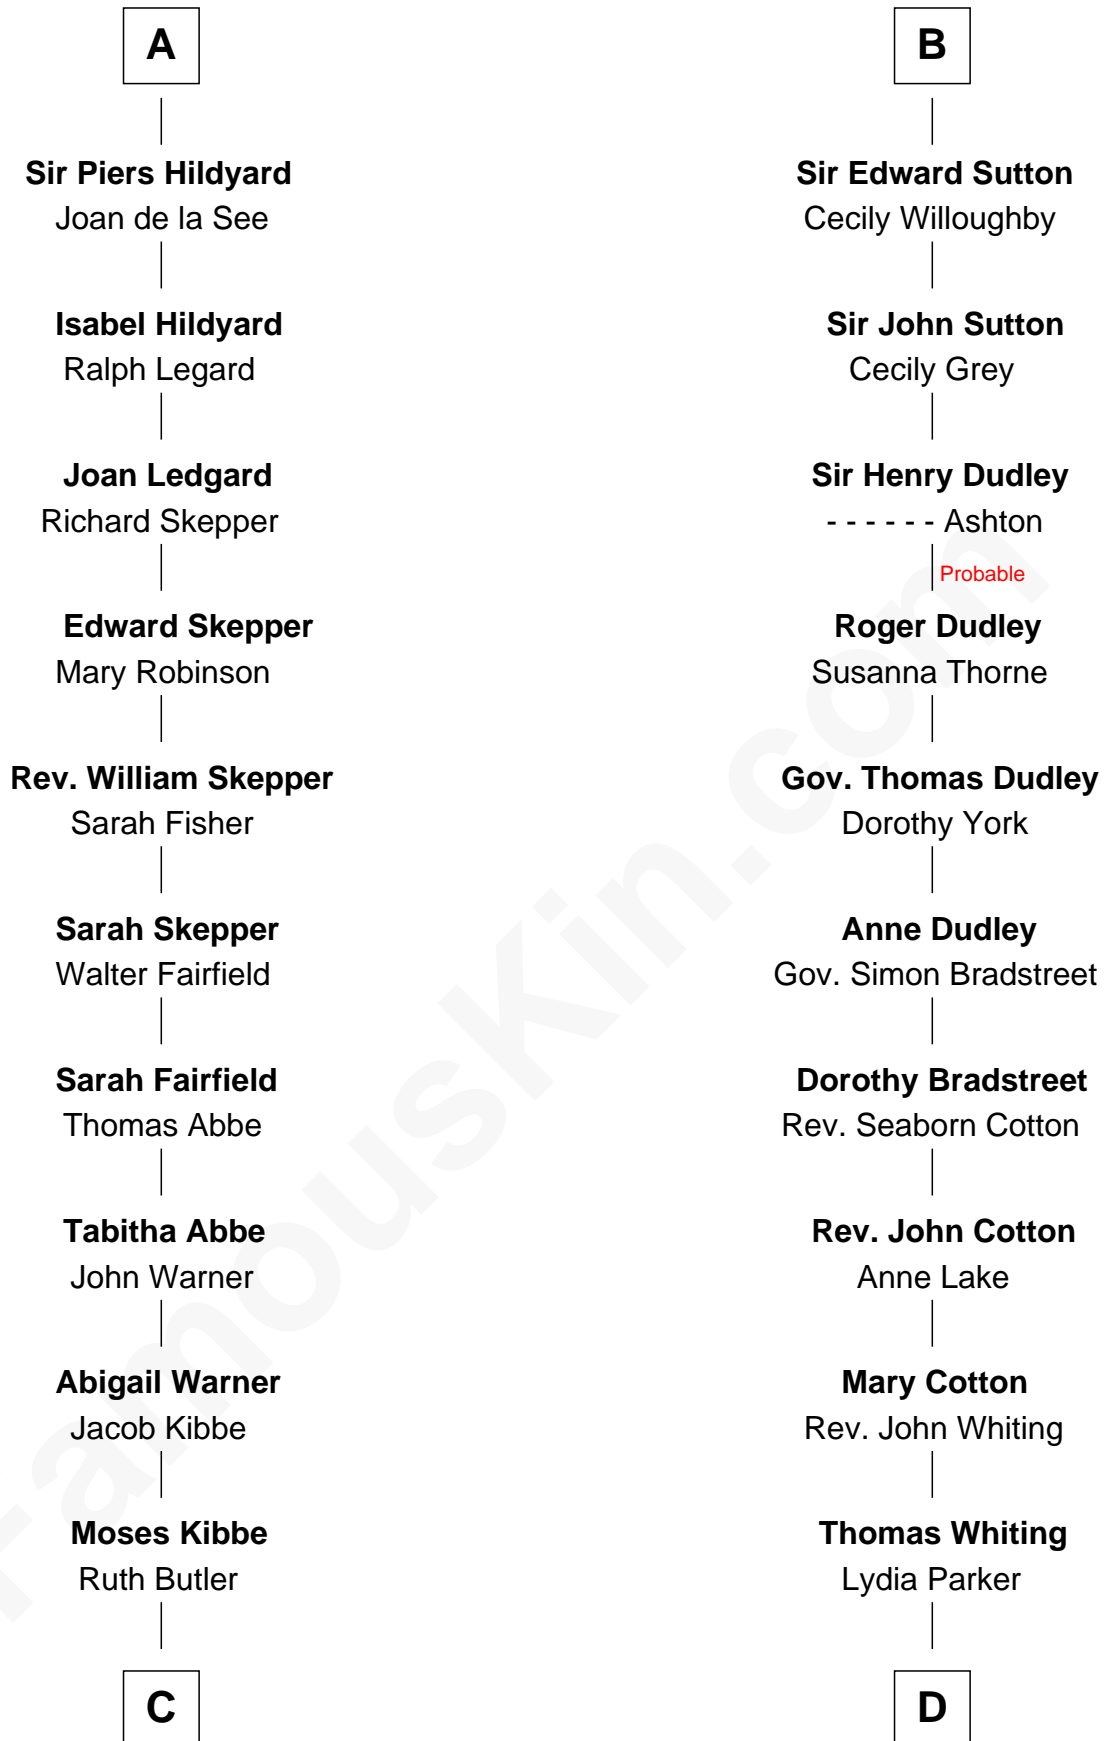 A
Sir Piers Hildyard
Joan de la See
Isabel Hildyard
Ralph Legard
Joan Ledgard
Richard Skepper
Edward Skepper
Mary Robinson
Rev. William Skepper
Sarah Fisher
Sarah Skepper
Walter Fairfield
Sarah Fairfield
Thomas Abbe
Tabitha Abbe
John Warner
Abigail Warner
Jacob Kibbe
Moses Kibbe
Ruth Butler
C
B
Sir Edward Sutton
Cecily Willoughby
Sir John Sutton
Cecily Grey
Sir Henry Dudley
- - - - - - Ashton
Probable
Roger Dudley
Susanna Thorne
Gov. Thomas Dudley
Dorothy York
Anne Dudley
Gov. Simon Bradstreet
Dorothy Bradstreet
Rev. Seaborn Cotton
Rev. John Cotton
Anne Lake
Mary Cotton
Rev. John Whiting
Thomas Whiting
Lydia Parker
D
FamousKin.com